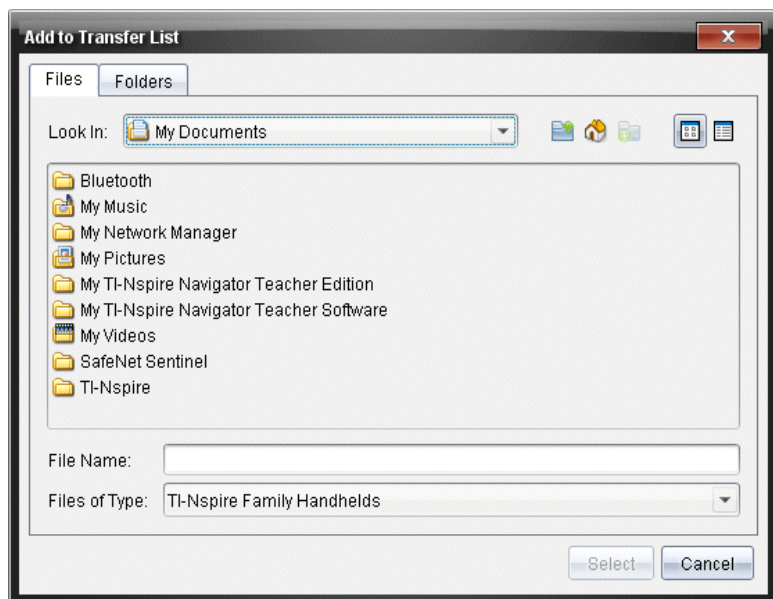 Add to Transfer List
X
Files Folders
Look In: My Documents
Bluetooth
My Music
My Network Manager
My Pictures
My TI-Nspire Navigator Teacher Edition
My TI-Nspire Navigator Teacher Software
My Videos
SafeNet Sentinel
TI-Nspire
File Name:
Files of Type: TI-Nspire Family Handhelds
Select Cancel